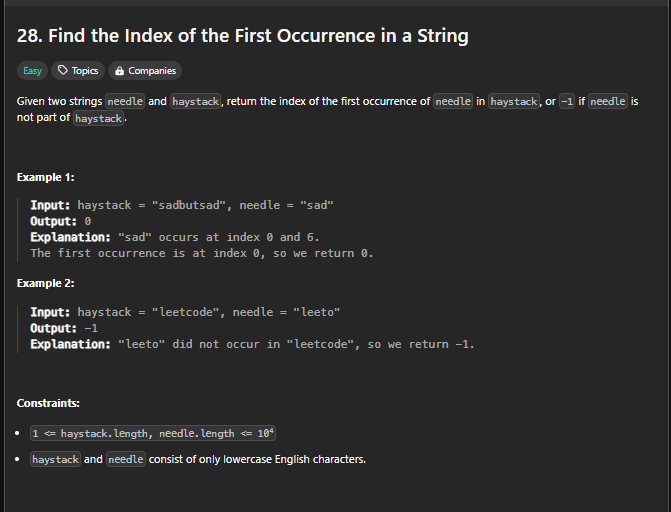 28. Find the Index of the First Occurrence in a String
Easy Topics Companies
Given two strings needle and haystack, return the index of the first occurrence of needle in haystack, or -1 if needle is
not part of haystack.
Example 1:
Input: haystack = "sadbutsad", needle = "sad"
Output: 0
Explanation: "sad" occurs at index 0 and 6.
The first occurrence is at index 0, so we return 0.
Example 2:
Input: haystack = "leetcode", needle = "leeto"
Output: -1
Explanation: "leeto" did not occur in "leetcode", so we return -1.
Constraints:
• 1 <= haystack.length, needle.length <= 10⁴
• haystack and needle consist of only lowercase English characters.